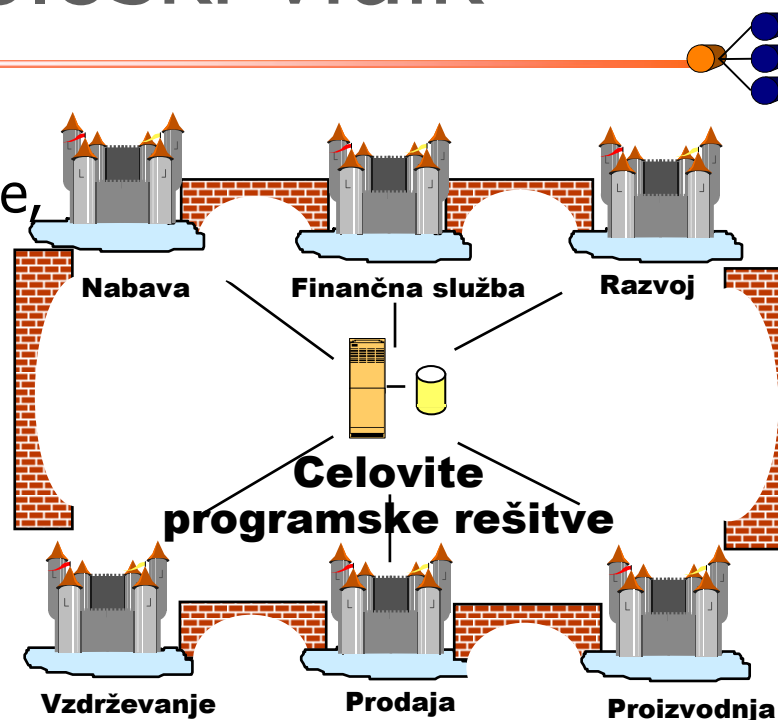 e,
Nabava
Finančna služba
Razvoj
Celovite
programske rešitve
Vzdrževanje
Prodaja
Proizvodnja